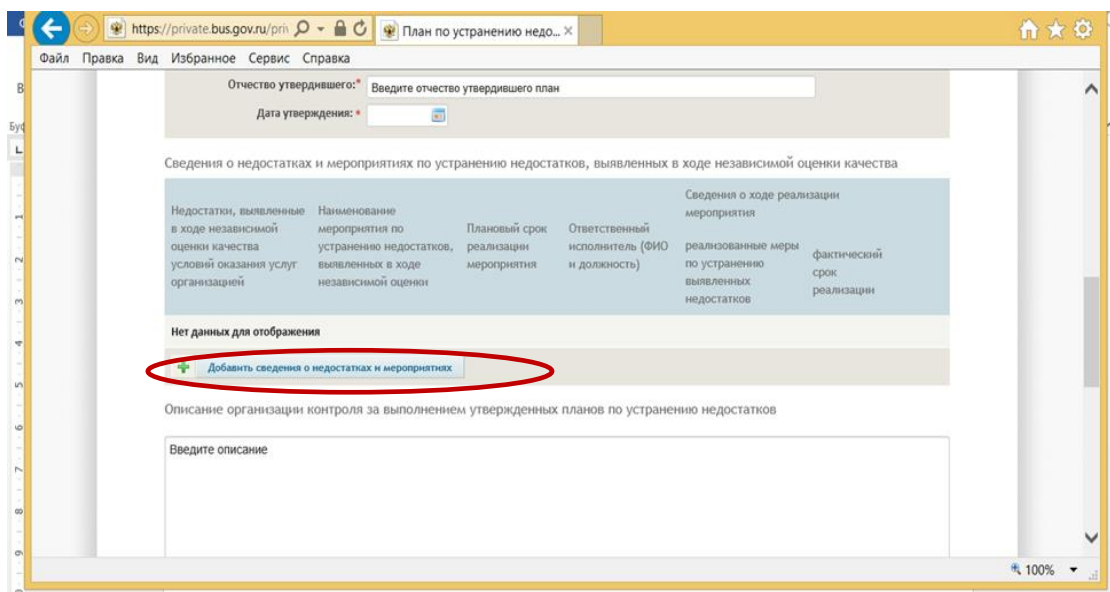 https://private.bus.gov.ru/priv
План по устранению недо... ×
Файл Правка Вид Избранное Сервис Справка
Отчество утвердившего:* Введите отчество утвердившего план
Дата утверждения: *
Сведения о недостатках и мероприятиях по устранению недостатков, выявленных в ходе независимой оценки качества
Недостатки, выявленные
в ходе независимой
оценки качества
условий оказания услуг
организацией
Наименование
мероприятия по
устранению недостатков,
выявленных в ходе
независимой оценки
Плановый срок
реализации
мероприятия
Ответственный
исполнитель (ФИО
и должность)
Сведения о ходе реализации
мероприятия
реализованные меры
по устранению
выявленных
недостатков
фактический
срок
реализации
Нет данных для отображения
Добавить сведения о недостатках и мероприятиях
Описание организации контроля за выполнением утвержденных планов по устранению недостатков
Введите описание
100%